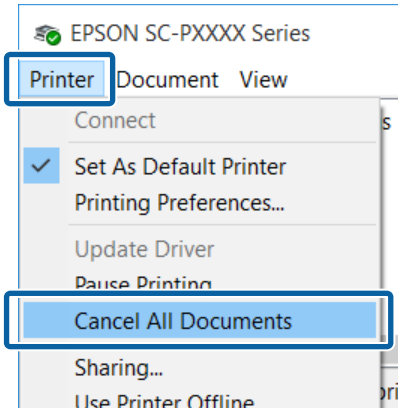 EPSON SC-PXXXX Series
Printer Document View
Connect
Set As Default Printer
Printing Preferences...
Update Driver
Pause Printing
Cancel All Documents
Sharing...
Use Printer Offline